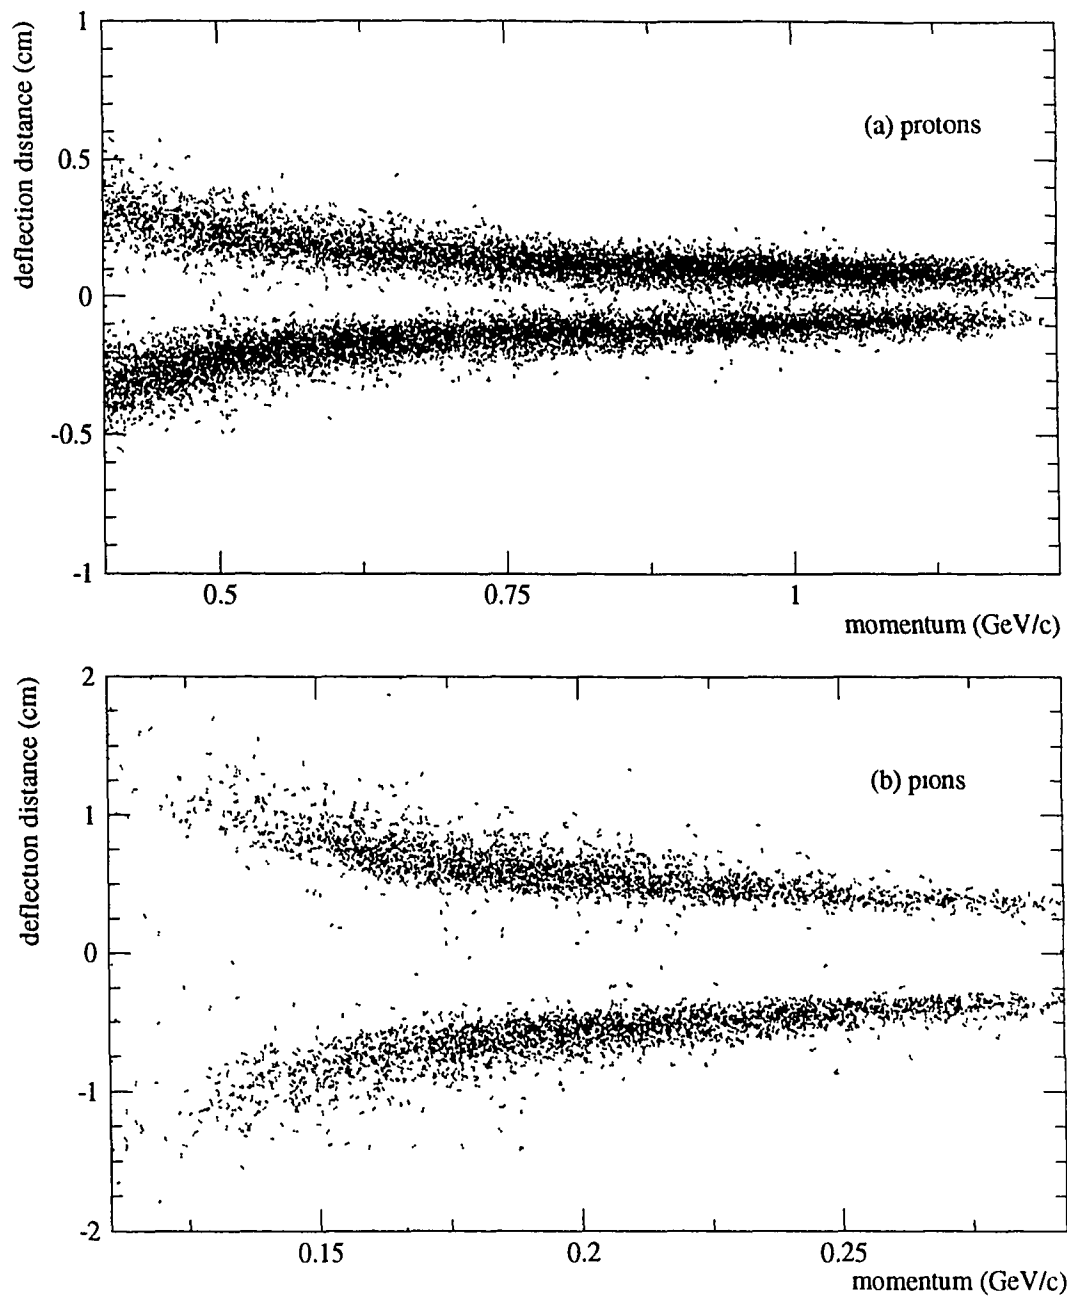 1
deflection distance (cm)
(a) protons
0.5
0
-0.5
-1
0.5
0.75
1
momentum (GeV/c)
2
deflection distance (cm)
(b) pions
1
0
-1
-2
0.15
0.2
0.25
momentum (GeV/c)